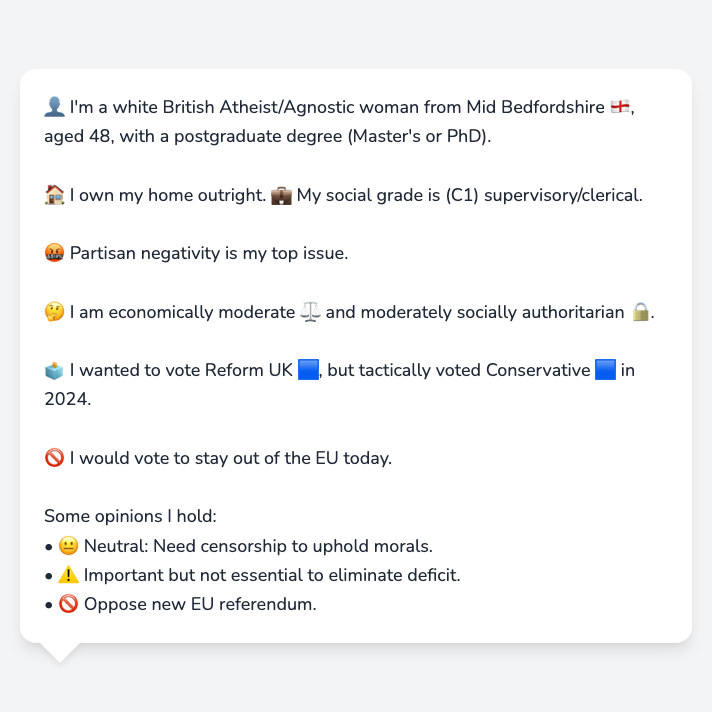 👤 I'm a white British Atheist/Agnostic woman from Mid Bedfordshire 🏴󠁧󠁢󠁥󠁮󠁧󠁿,
aged 48, with a postgraduate degree (Master's or PhD).
🏠 I own my home outright. 💼 My social grade is (C1) supervisory/clerical.
🤬 Partisan negativity is my top issue.
🤔 I am economically moderate ⚖️ and moderately socially authoritarian 🔒.
🗳️ I wanted to vote Reform UK 🟦, but tactically voted Conservative 🟦 in
2024.
🚫 I would vote to stay out of the EU today.
Some opinions I hold:
• 😐 Neutral: Need censorship to uphold morals.
• ⚠️ Important but not essential to eliminate deficit.
• 🚫 Oppose new EU referendum.